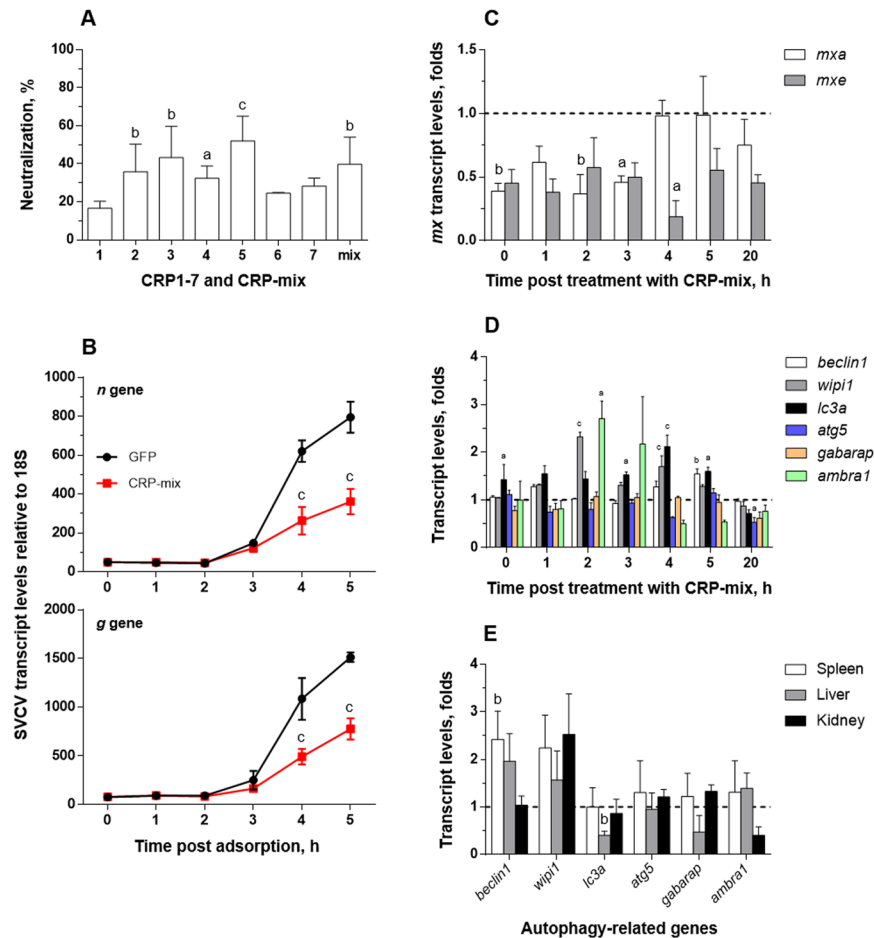 A
100
80
60
40
20
0
Neutralization, %
a
b
b
c
a
b
1 2 3 4 5 6 7 mix
CRP1-7 and CRP-mix
B
n gene
GFP
CRP-mix
1000
800
600
400
200
0
c
c
0 1 2 3 4 5
g gene
2000
1500
1000
500
0
c
c
0 1 2 3 4 5
SVCV transcript levels relative to 18S
Time post adsorption, h
C
mxa
mxe
1.5
1.0
0.5
0.0
mx transcript levels, folds
b
b
a
a
0 1 2 3 4 5 20
Time post treatment with CRP-mix, h
D
beclin1
wipi1
lc3a
atg5
gabarap
ambra1
4
3
2
1
0
Transcript levels, folds
a
c
a
a
c
c
b
a
a
0 1 2 3 4 5 20
Time post treatment with CRP-mix, h
E
Spleen
Liver
Kidney
4
3
2
1
0
Transcript levels, folds
b
b
beclin1 wipi1 lc3a atg5 gabarap ambra1
Autophagy-related genes